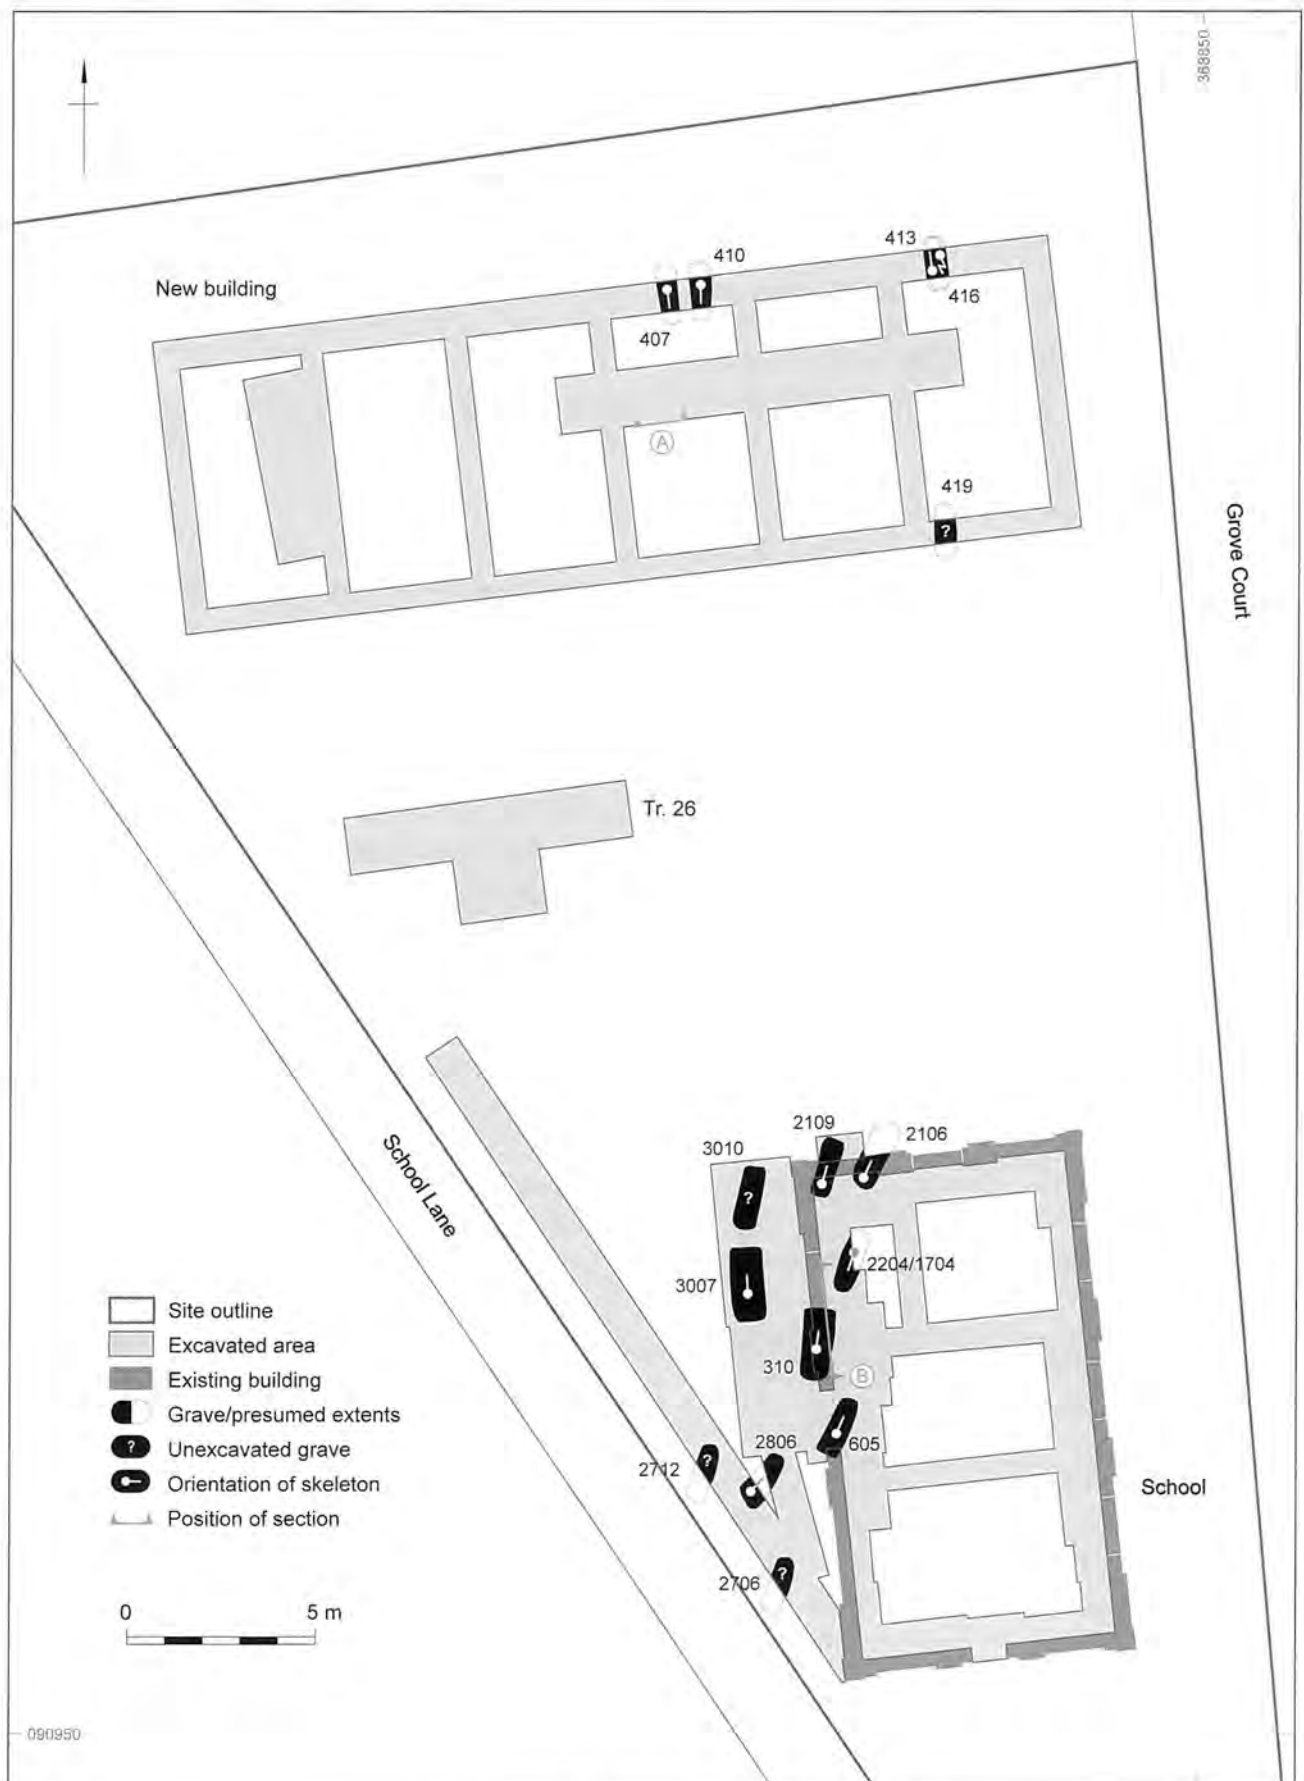 368850
413
410
New building
416
407
A
419
?
Grove Court
Tr. 26
School Lane
2109
2106
3010
?
2204/1704
3007
310
B
2806
605
2712
?
School
2706
?
Site outline
Excavated area
Existing building
Grave/presumed extents
? Unexcavated grave
Orientation of skeleton
Position of section
0 5 m
090950